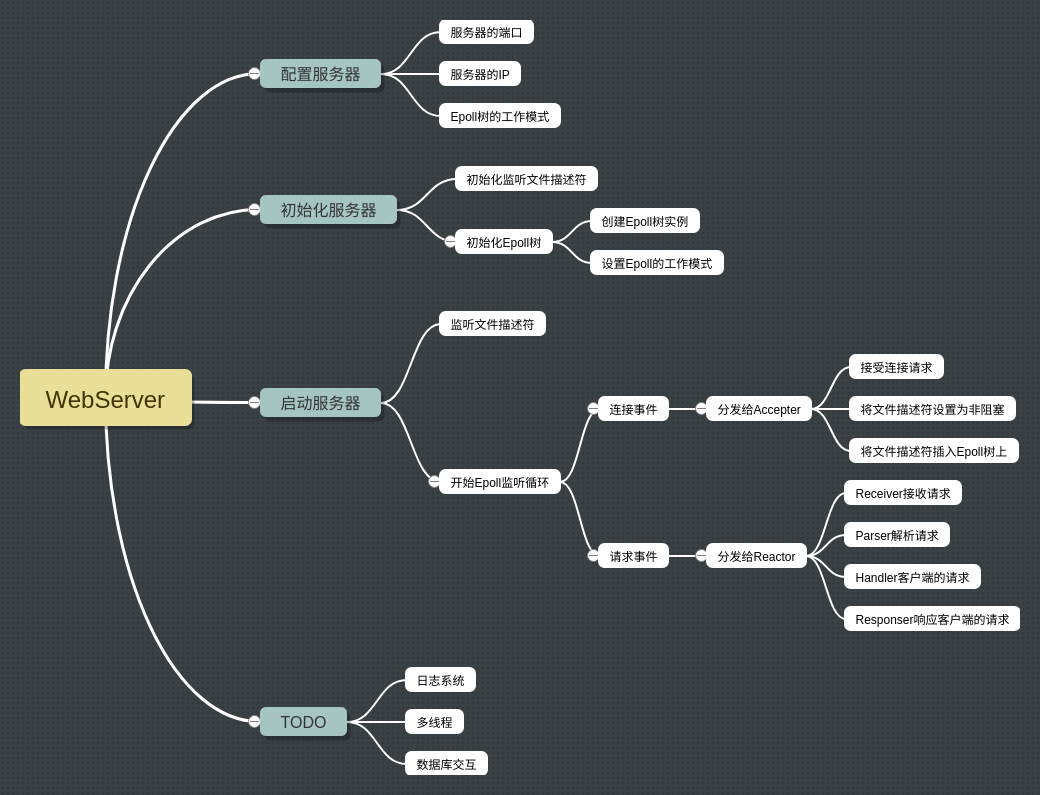 WebServer
配置服务器
服务器的端口
服务器的IP
Epoll树的工作模式
初始化服务器
初始化监听文件描述符
初始化Epoll树
创建Epoll树实例
设置Epoll的工作模式
启动服务器
监听文件描述符
开始Epoll监听循环
连接事件
分发给Accepter
接受连接请求
将文件描述符设置为非阻塞
将文件描述符插入Epoll树上
请求事件
分发给Reactor
Receiver接收请求
Parser解析请求
Handler客户端的请求
Responser响应客户端的请求
TODO
日志系统
多线程
数据库交互